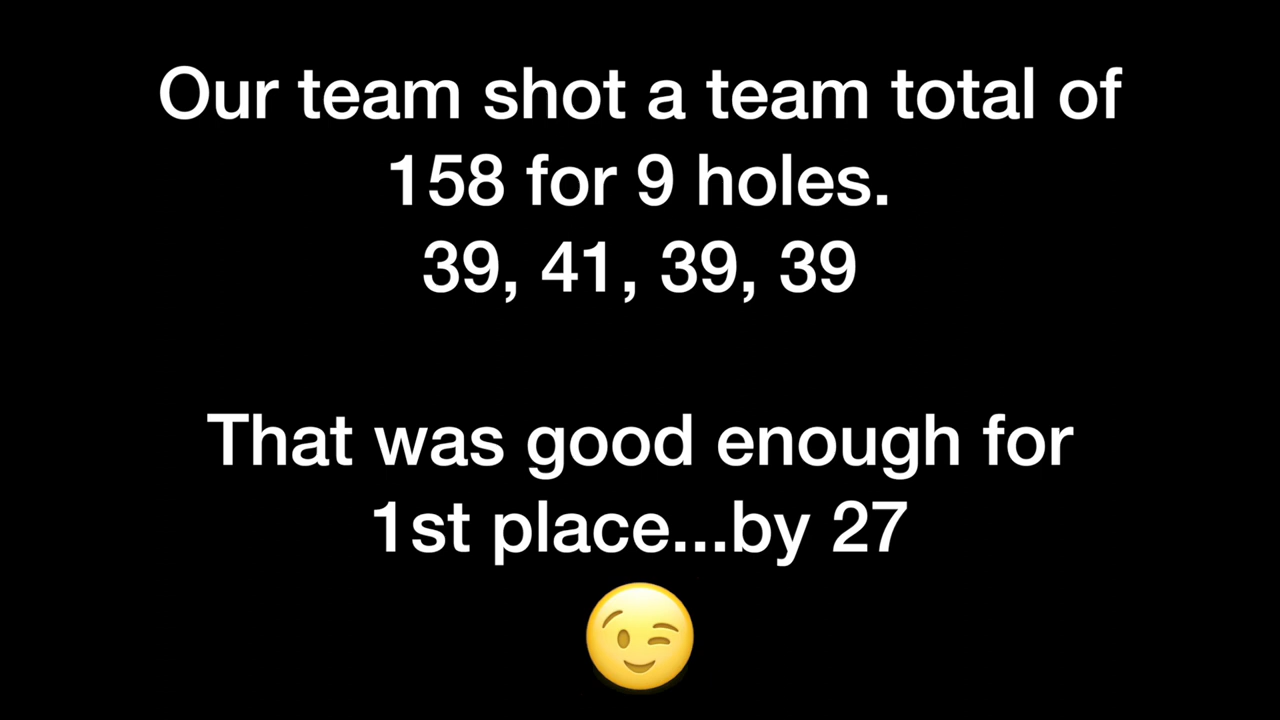 Our team shot a team total of
158 for 9 holes.
39, 41, 39, 39
That was good enough for
1st place...by 27